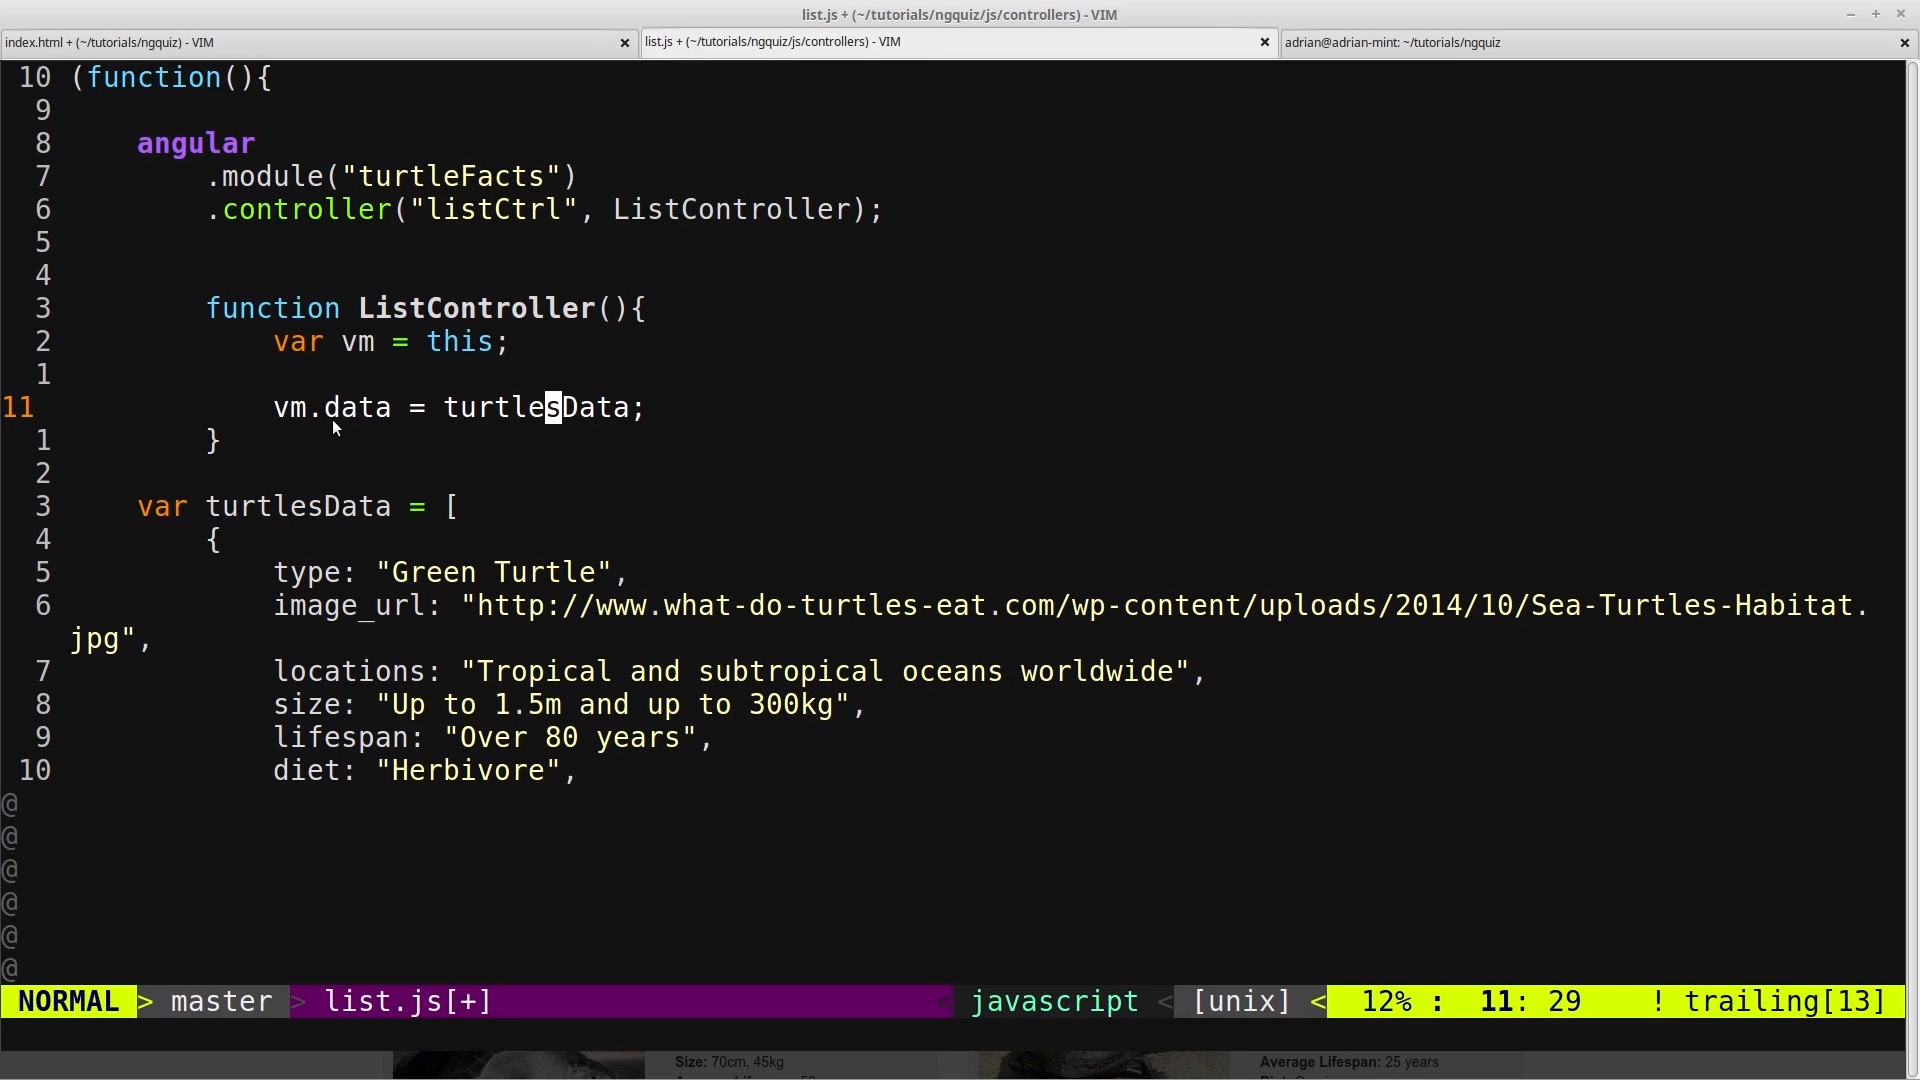 list.js + (~/tutorials/ngquiz/js/controllers) - VIM
index.html + (~/tutorials/ngquiz) - VIM
list.js + (~/tutorials/ngquiz/js/controllers) - VIM
adrian@adrian-mint: ~/tutorials/ngquiz
10 (function(){
9
8     angular
7         .module("turtleFacts")
6         .controller("listCtrl", ListController);
5
4
3         function ListController(){
2             var vm = this;
1
11            vm.data = turtlesData;
1         }
2
3     var turtlesData = [
4         {
5             type: "Green Turtle",
6             image_url: "http://www.what-do-turtles-eat.com/wp-content/uploads/2014/10/Sea-Turtles-Habitat.
jpg",
7             locations: "Tropical and subtropical oceans worldwide",
8             size: "Up to 1.5m and up to 300kg",
9             lifespan: "Over 80 years",
10            diet: "Herbivore",
@
@
@
@
@
@
NORMAL > master > list.js[+] < javascript < [unix] < 12% : 11: 29 ! trailing[13]
Size: 70cm, 45kg
Average Lifespan: 25 years